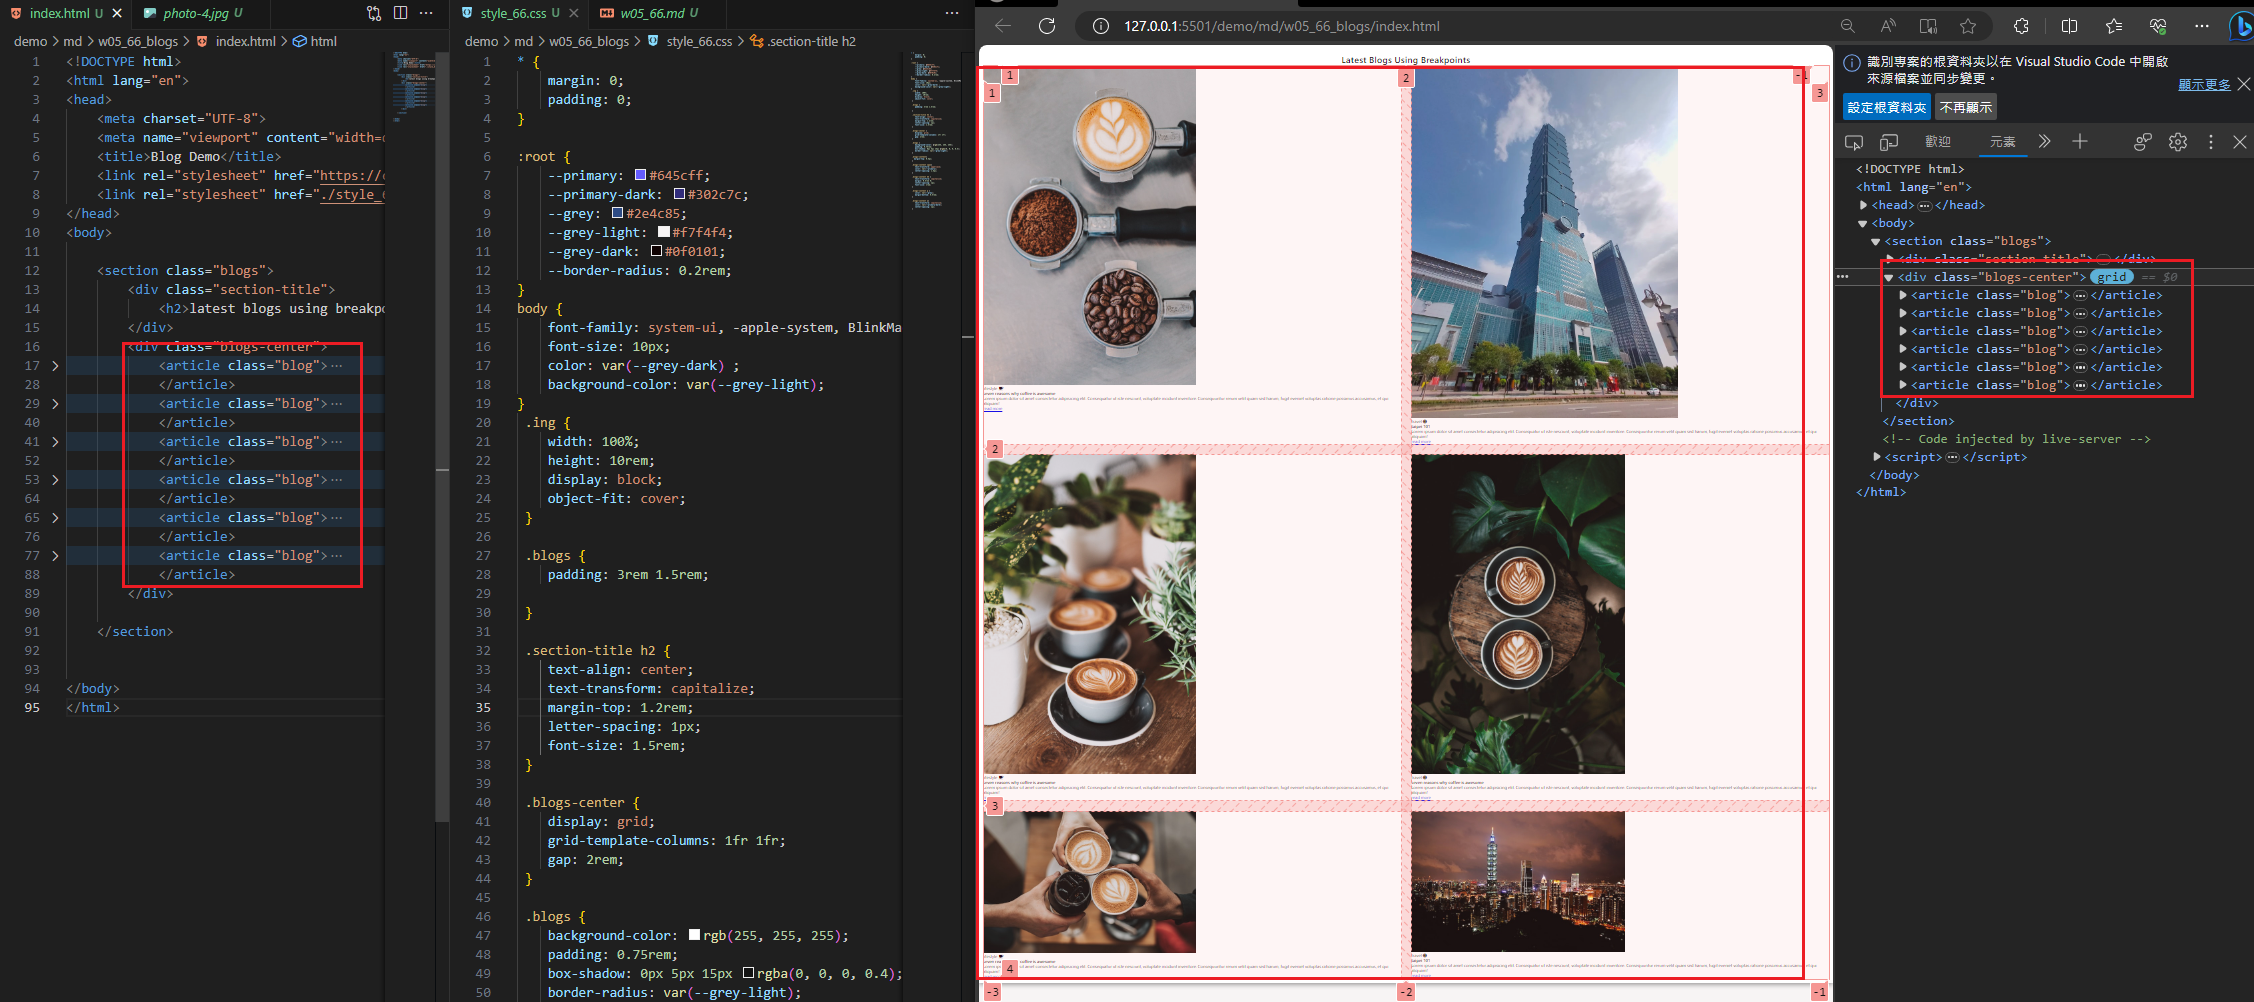 index.html U
photo-4.jpg U
demo > md > w05_66_blogs > index.html > html
1 <!DOCTYPE html>
2 <html lang="en">
3 <head>
4 <meta charset="UTF-8">
5 <meta name="viewport" content="width=
6 <title>Blog Demo</title>
7 <link rel="stylesheet" href="https://
8 <link rel="stylesheet" href="./style_
9 </head>
10 <body>
11
12 <section class="blogs">
13 <div class="section-title">
14 <h2>latest blogs using breakpo
15 </div>
16 <div class="blogs-center">
17 <article class="blog">…
28 </article>
29 <article class="blog">…
40 </article>
41 <article class="blog">…
52 </article>
53 <article class="blog">…
64 </article>
65 <article class="blog">…
76 </article>
77 <article class="blog">…
88 </article>
89 </div>
90
91 </section>
92
93
94 </body>
95 </html>
style_66.css U
w05_66.md U
demo > md > w05_66_blogs > style_66.css > .section-title h2
1 * {
2 margin: 0;
3 padding: 0;
4 }
5
6 :root {
7 --primary: #645cff;
8 --primary-dark: #302c7c;
9 --grey: #2e4c85;
10 --grey-light: #f7f4f4;
11 --grey-dark: #0f0101;
12 --border-radius: 0.2rem;
13 }
14 body {
15 font-family: system-ui, -apple-system, BlinkMa
16 font-size: 10px;
17 color: var(--grey-dark) ;
18 background-color: var(--grey-light);
19 }
20 .ing {
21 width: 100%;
22 height: 10rem;
23 display: block;
24 object-fit: cover;
25 }
26
27 .blogs {
28 padding: 3rem 1.5rem;
29
30 }
31
32 .section-title h2 {
33 text-align: center;
34 text-transform: capitalize;
35 margin-top: 1.2rem;
36 letter-spacing: 1px;
37 font-size: 1.5rem;
38 }
39
40 .blogs-center {
41 display: grid;
42 grid-template-columns: 1fr 1fr;
43 gap: 2rem;
44 }
45
46 .blogs {
47 background-color: rgb(255, 255, 255);
48 padding: 0.75rem;
49 box-shadow: 0px 5px 15px rgba(0, 0, 0, 0.4);
50 border-radius: var(--grey-light);
127.0.0.1:5501/demo/md/w05_66_blogs/index.html
Latest Blogs Using Breakpoints
1 2 -1
1 3
2
3
4
-3 -2 -1
識別專案的根資料夾以在 Visual Studio Code 中開啟
來源檔案並同步變更。
顯示更多
設定根資料夾 不再顯示
歡迎 元素
<!DOCTYPE html>
<html lang="en">
<head> … </head>
<body>
<section class="blogs">
<div class="section-title"> … </div>
<div class="blogs-center"> grid == $0
<article class="blog"> … </article>
<article class="blog"> … </article>
<article class="blog"> … </article>
<article class="blog"> … </article>
<article class="blog"> … </article>
<article class="blog"> … </article>
</div>
</section>
<!-- Code injected by live-server -->
<script> … </script>
</body>
</html>